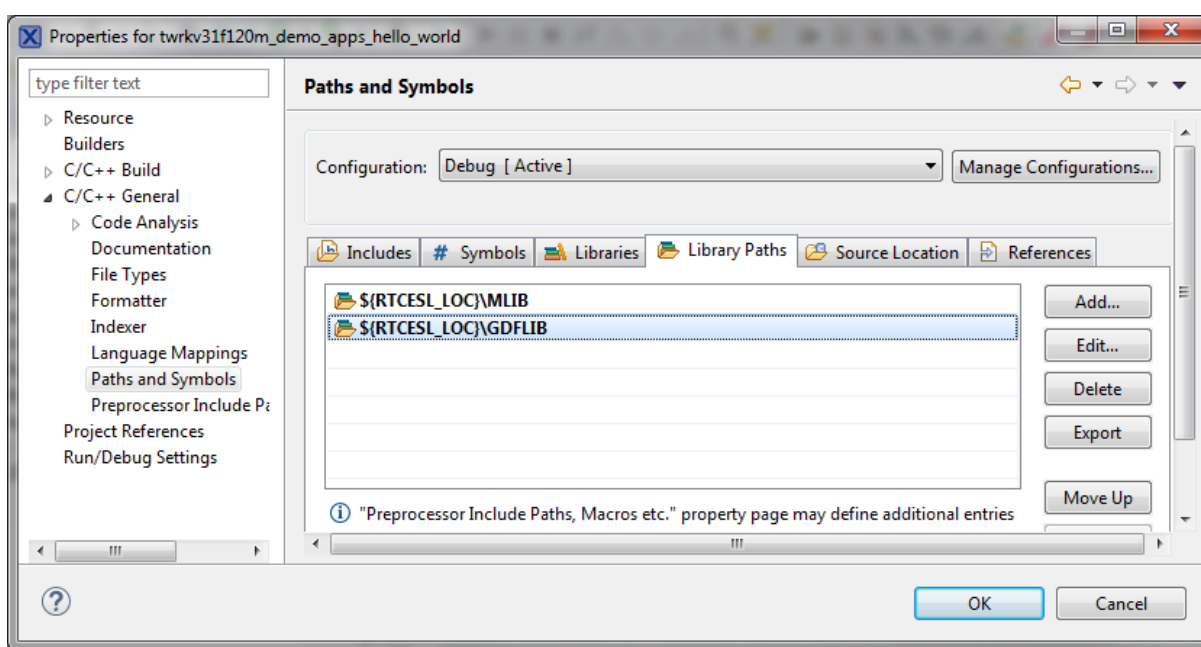 Properties for twrkv31f120m_demo_apps_hello_world
type filter text
Resource
Builders
C/C++ Build
C/C++ General
Code Analysis
Documentation
File Types
Formatter
Indexer
Language Mappings
Paths and Symbols
Preprocessor Include Pa
Project References
Run/Debug Settings
Paths and Symbols
Configuration: Debug [ Active ] Manage Configurations...
Includes # Symbols Libraries Library Paths Source Location References
${RTCESL_LOC}\MLIB
${RTCESL_LOC}\GDFLIB
Add...
Edit...
Delete
Export
Move Up
"Preprocessor Include Paths, Macros etc." property page may define additional entries
OK Cancel